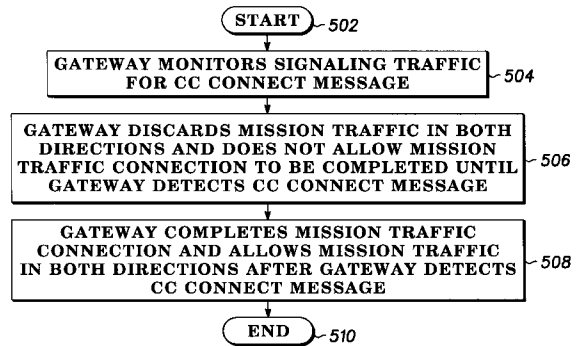 START
502
GATEWAY MONITORS SIGNALING TRAFFIC
FOR CC CONNECT MESSAGE
504
GATEWAY DISCARDS MISSION TRAFFIC IN BOTH
DIRECTIONS AND DOES NOT ALLOW MISSION
TRAFFIC CONNECTION TO BE COMPLETED UNTIL
GATEWAY DETECTS CC CONNECT MESSAGE
506
GATEWAY COMPLETES MISSION TRAFFIC
CONNECTION AND ALLOWS MISSION TRAFFIC
IN BOTH DIRECTIONS AFTER GATEWAY DETECTS
CC CONNECT MESSAGE
508
END
510